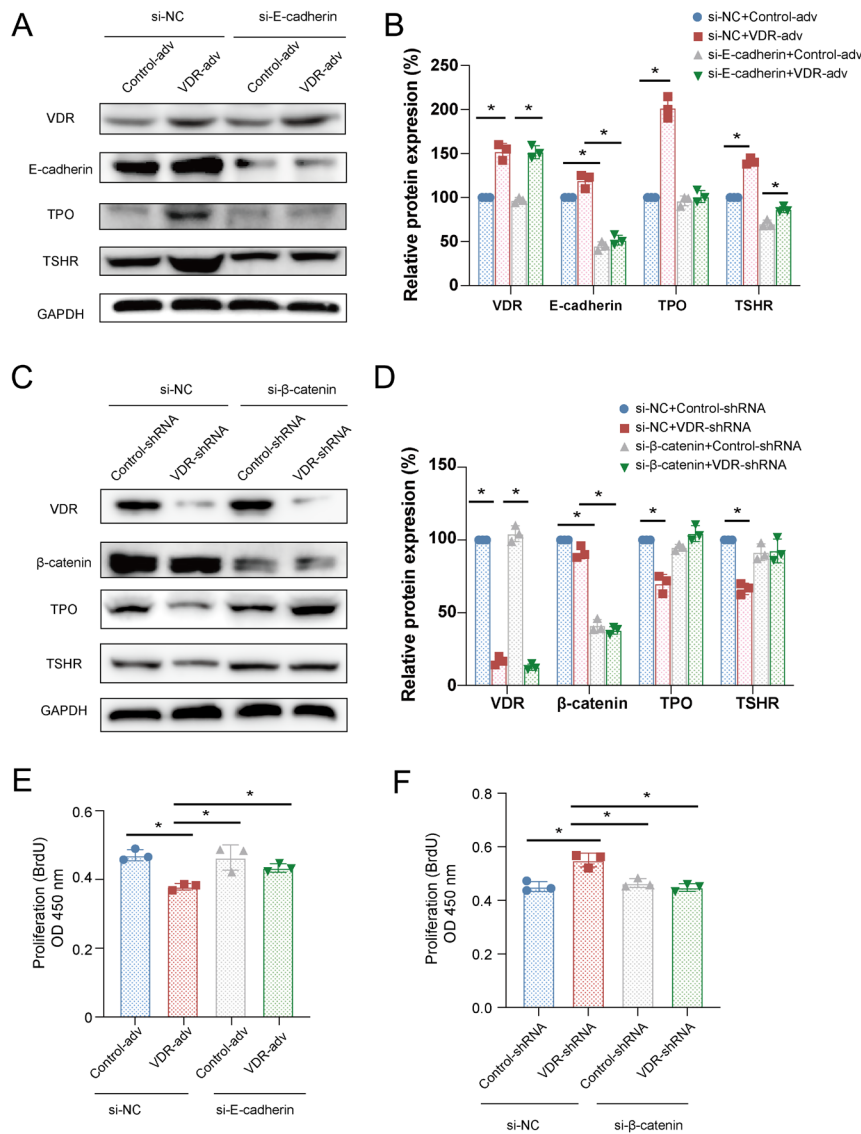 A
si-NC
si-E-cadherin
Control-adv
VDR-adv
Control-adv
VDR-adv
VDR
E-cadherin
TPO
TSHR
GAPDH
B
si-NC+Control-adv
si-NC+VDR-adv
si-E-cadherin+Control-adv
si-E-cadherin+VDR-adv
Relative protein expression (%)
250
200
150
100
50
0
* * * * * * *
VDR E-cadherin TPO TSHR
C
si-NC
si-β-catenin
Control-shRNA
VDR-shRNA
Control-shRNA
VDR-shRNA
VDR
β-catenin
TPO
TSHR
GAPDH
D
si-NC+Control-shRNA
si-NC+VDR-shRNA
si-β-catenin+Control-shRNA
si-β-catenin+VDR-shRNA
Relative protein expresion (%)
150
100
50
0
* * * * * *
VDR β-catenin TPO TSHR
E
Proliferation (BrdU)
OD 450 nm
0.6
0.4
0.2
0
* * *
Control-adv
VDR-adv
Control-adv
VDR-adv
si-NC
si-E-cadherin
F
Proliferation (BrdU)
OD 450 nm
0.8
0.6
0.4
0.2
0.0
* * *
Control-shRNA
VDR-shRNA
Control-shRNA
VDR-shRNA
si-NC
si-β-catenin